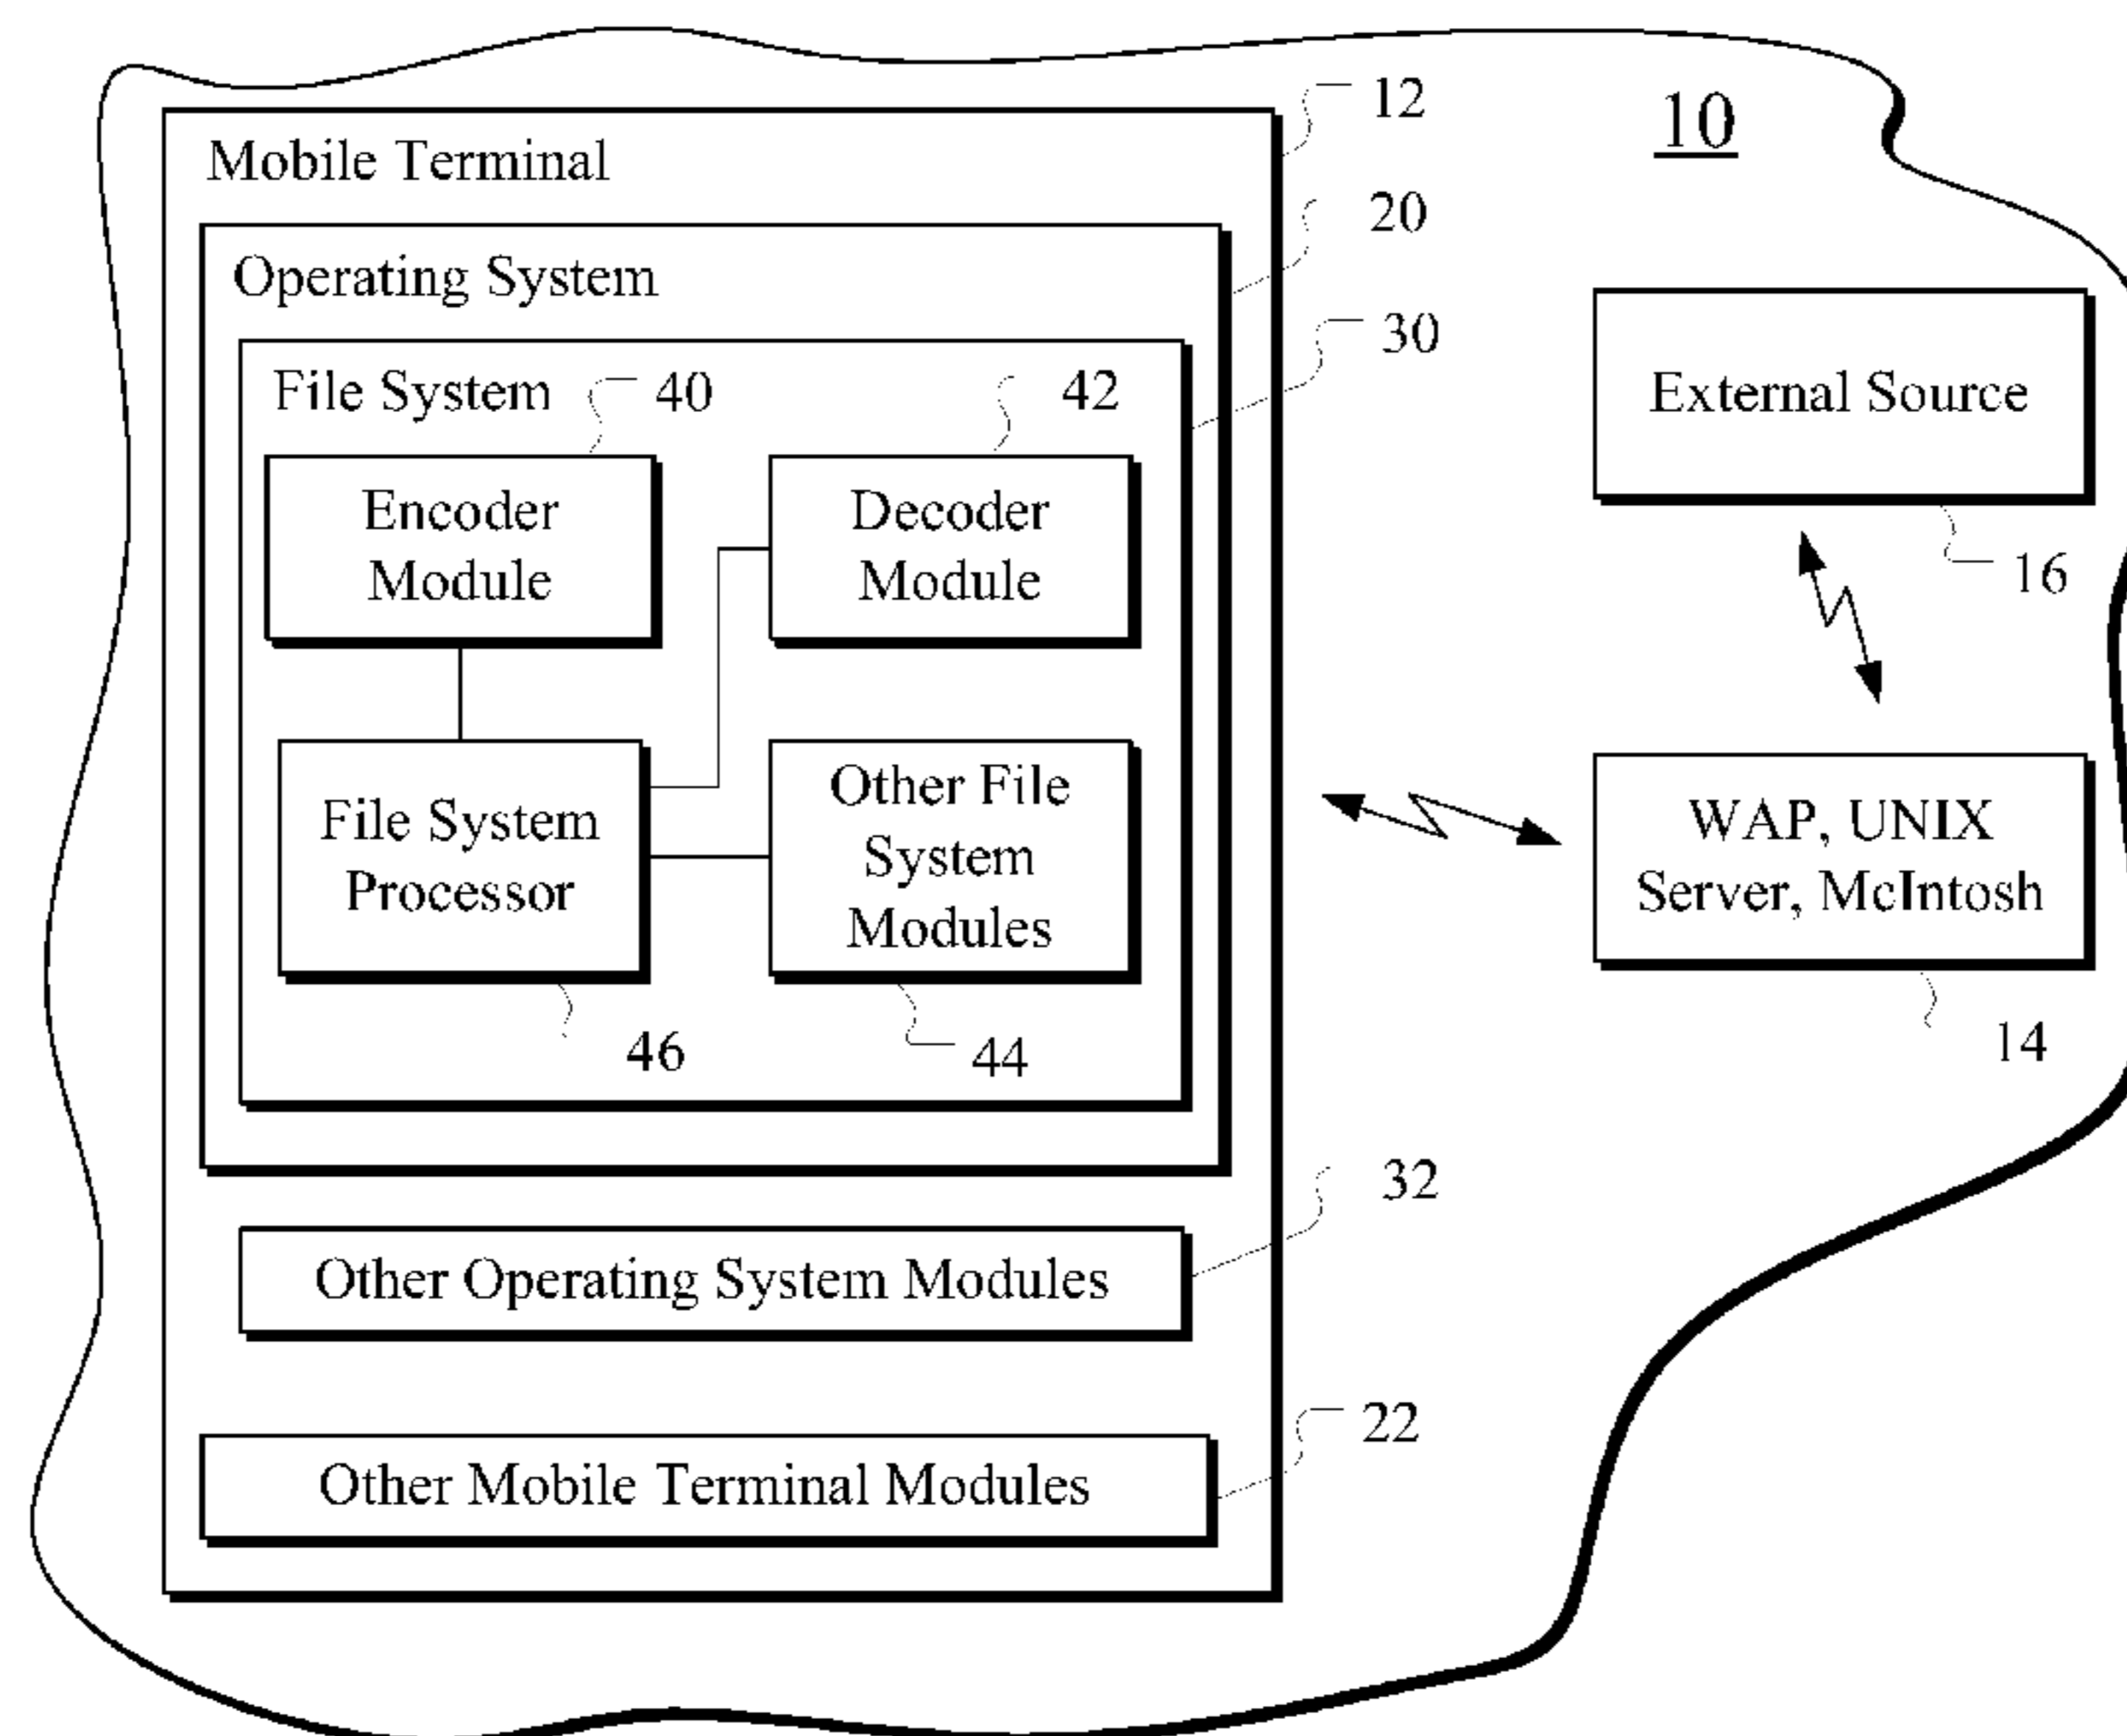 12
10
Mobile Terminal
20
Operating System
30
File System
40
42
External Source
Encoder
Module
Decoder
Module
16
File System
Processor
Other File
System
Modules
WAP, UNIX
Server, McIntosh
46
44
14
32
Other Operating System Modules
22
Other Mobile Terminal Modules